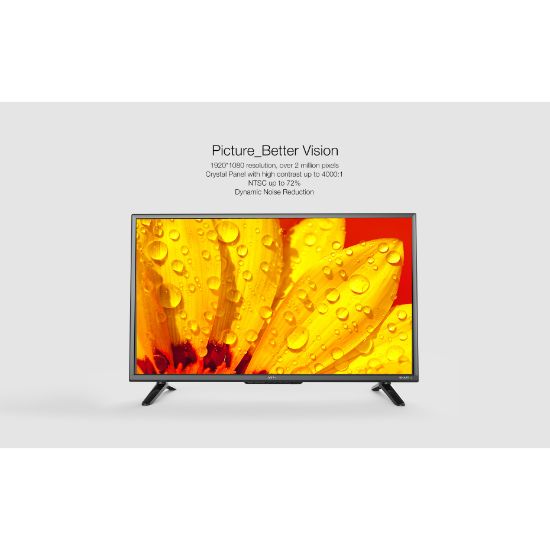 Picture_Better Vision
1920*1080 resolution, over 2 million pixels
Crystal Panel with high contrast up to 4000:1
NTSC up to 72%
Dynamic Noise Reduction